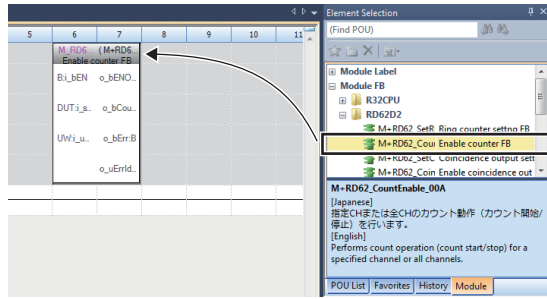 Element Selection
(Find POU)
5 6 7 8 9 10 11
M_RD6... (M+RD6...
Enable counter FB
B:i_bEN o_bENO...
DUT:i_s... o_bCou...
UW:i_u... o_bErr:B
o_uErrId...
Module Label
Module FB
R32CPU
RD62D2
M+RD62_SetR Ring counter settng FB
M+RD62_Coui Enable counter FB
M+RD62_SetC Coincidence output sett
M+RD62_Coin Enable coincidence out
M+RD62_CountEnable_00A
[Japanese]
指定CHまたは全CHのカウント動作（カウント開始/
停止）を行います。
[English]
Performs count operation (count start/stop) for a
specified channel or all channels.
POU List Favorites History Module